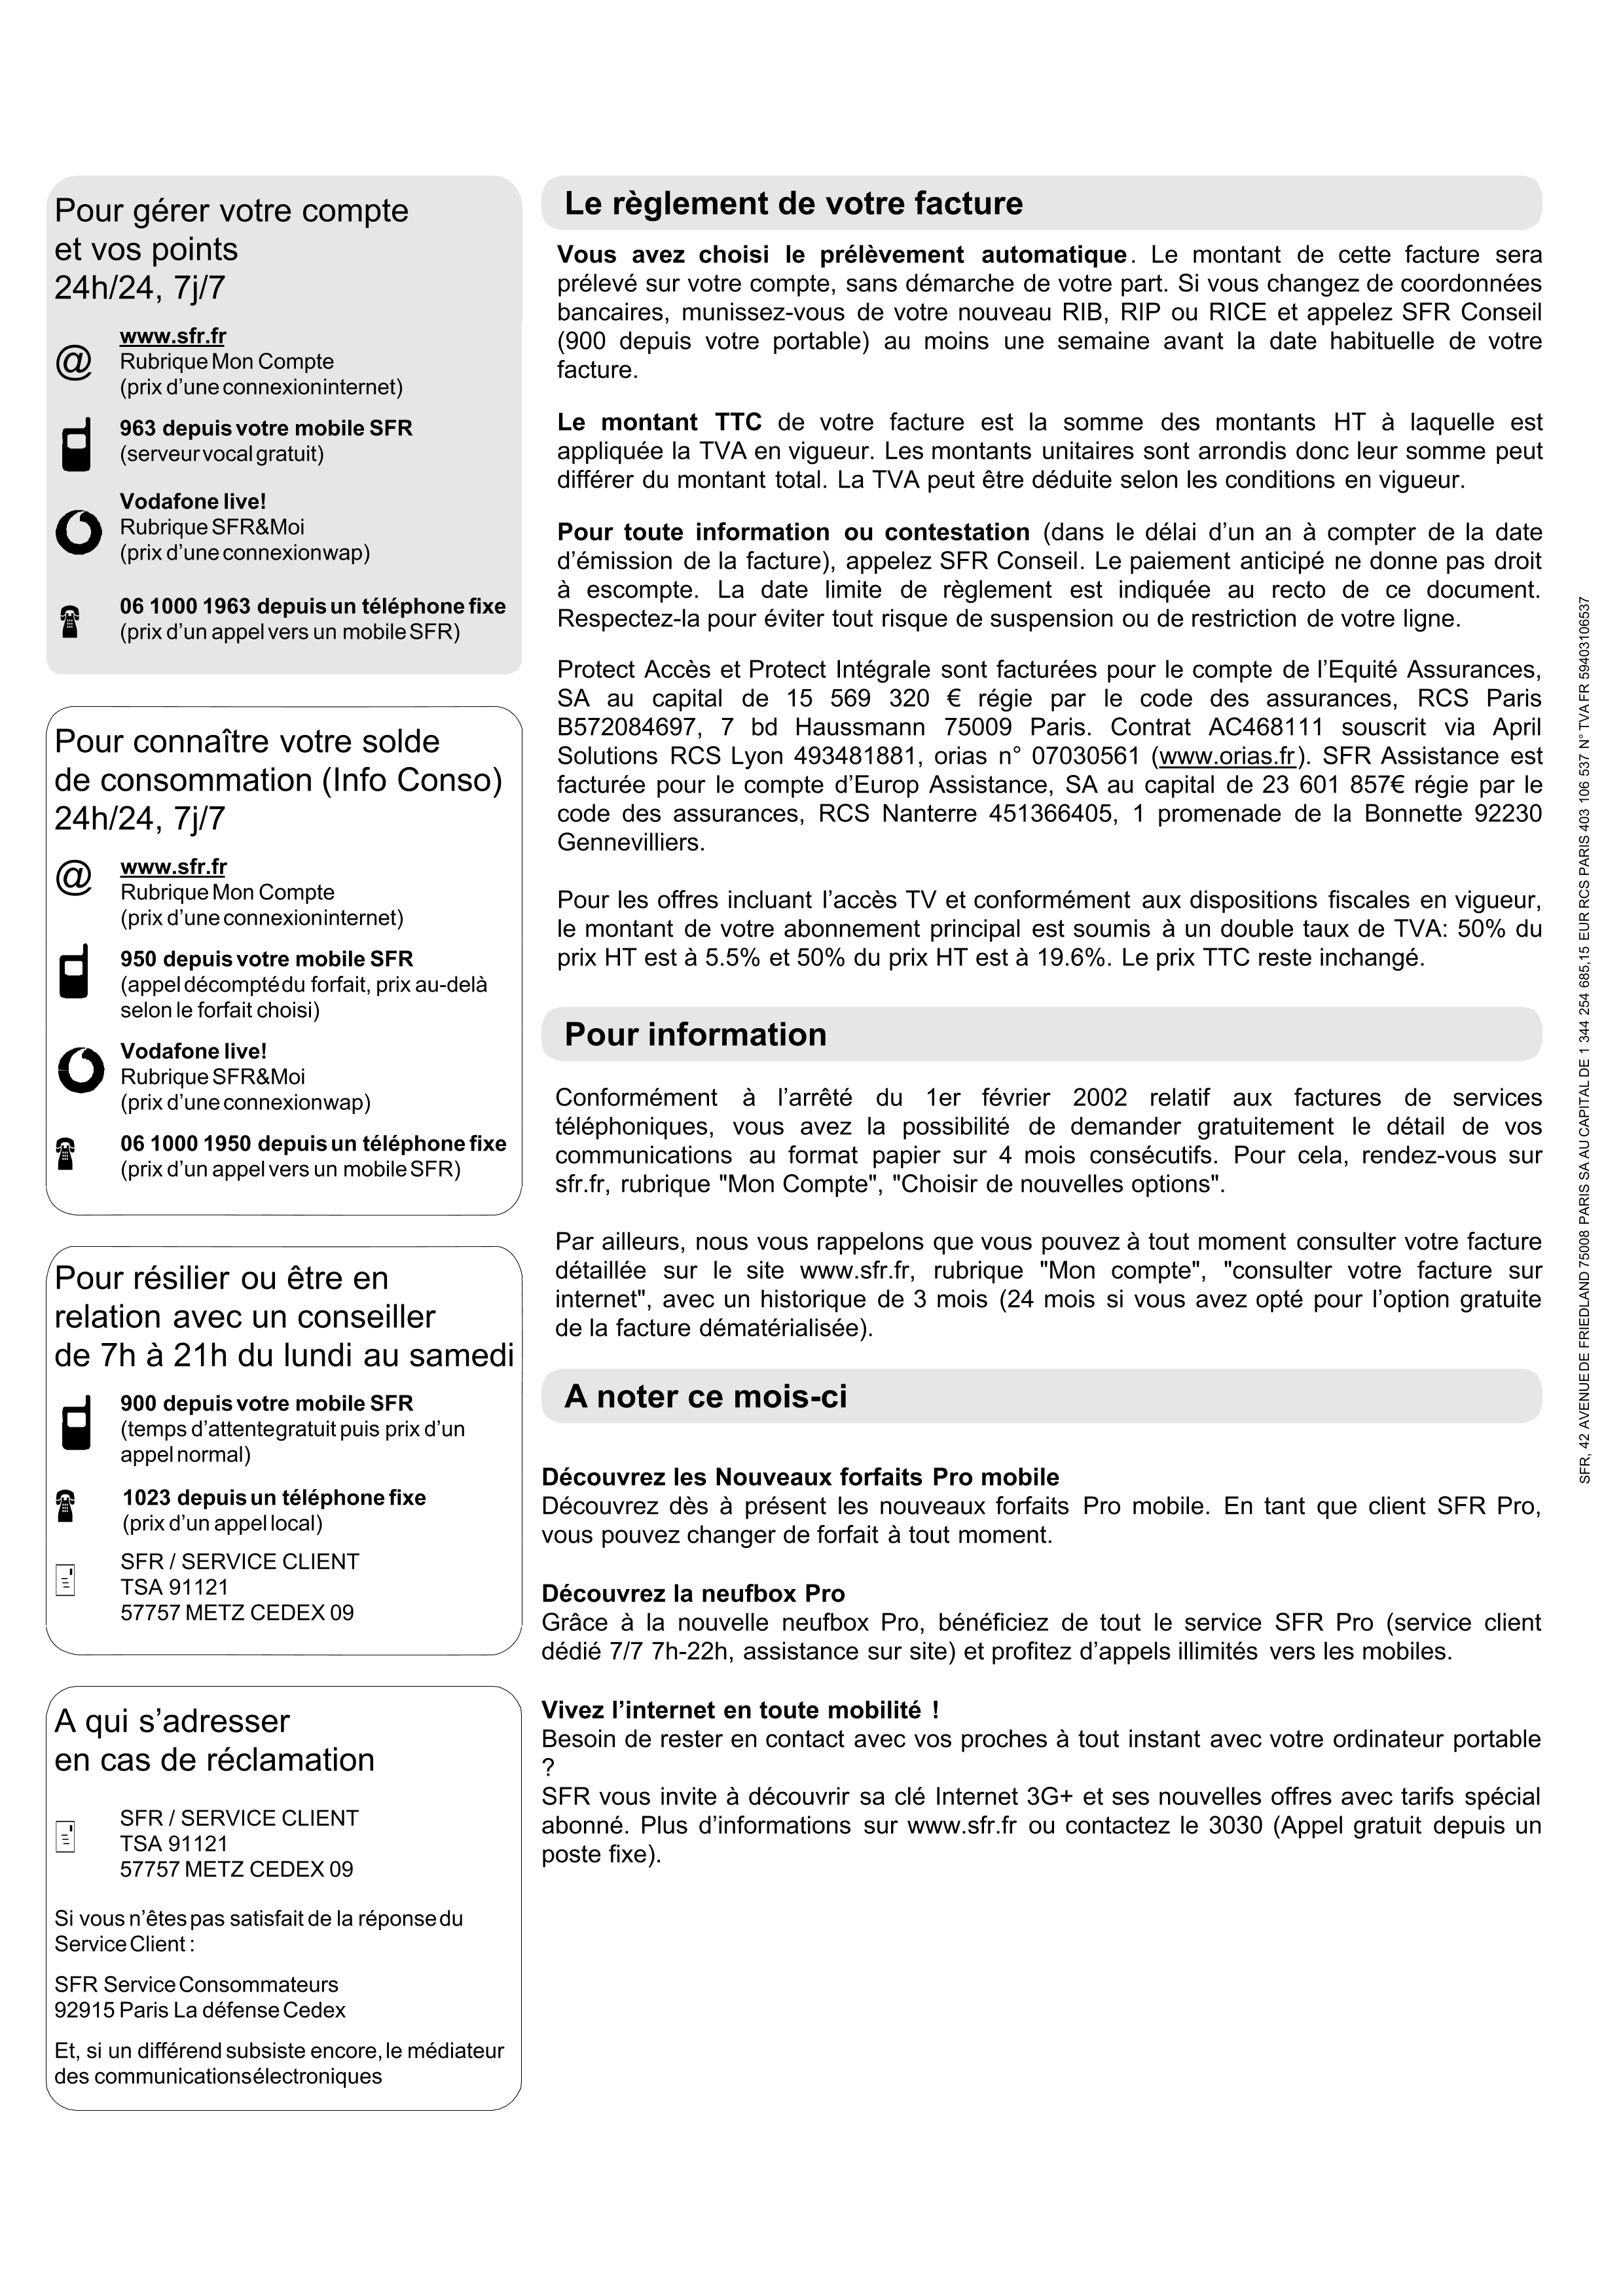 Pour gérer votre compte
et vos points
24h/24, 7j/7
www.sfr.fr
@
Rubrique Mon Compte
(prix d’une connexion internet)
963 depuis votre mobile SFR
(serveur vocal gratuit)
Vodafone live!
Rubrique SFR&Moi
(prix d’une connexion wap)
06 1000 1963 depuis un téléphone fixe
(prix d’un appel vers un mobile SFR)
Pour connaître votre solde
de consommation (Info Conso)
24h/24, 7j/7
www.sfr.fr
@
Rubrique Mon Compte
(prix d’une connexion internet)
950 depuis votre mobile SFR
(appel décompté du forfait, prix au-delà
selon le forfait choisi)
Vodafone live!
Rubrique SFR&Moi
(prix d’une connexion wap)
06 1000 1950 depuis un téléphone fixe
(prix d’un appel vers un mobile SFR)
Pour résilier ou être en
relation avec un conseiller
de 7h à 21h du lundi au samedi
900 depuis votre mobile SFR
(temps d’attente gratuit puis prix d’un
appel normal)
1023 depuis un téléphone fixe
(prix d’un appel local)
SFR / SERVICE CLIENT
TSA 91121
57757 METZ CEDEX 09
A qui s’adresser
en cas de réclamation
SFR / SERVICE CLIENT
TSA 91121
57757 METZ CEDEX 09
Si vous n’êtes pas satisfait de la réponse du
Service Client :
SFR Service Consommateurs
92915 Paris La défense Cedex
Et, si un différend subsiste encore, le médiateur
des communications électroniques
Le règlement de votre facture
Vous avez choisi le prélèvement automatique. Le montant de cette facture sera
prélevé sur votre compte, sans démarche de votre part. Si vous changez de coordonnées
bancaires, munissez-vous de votre nouveau RIB, RIP ou RICE et appelez SFR Conseil
(900 depuis votre portable) au moins une semaine avant la date habituelle de votre
facture.
Le montant TTC de votre facture est la somme des montants HT à laquelle est
appliquée la TVA en vigueur. Les montants unitaires sont arrondis donc leur somme peut
différer du montant total. La TVA peut être déduite selon les conditions en vigueur.
Pour toute information ou contestation (dans le délai d’un an à compter de la date
d’émission de la facture), appelez SFR Conseil. Le paiement anticipé ne donne pas droit
à escompte. La date limite de règlement est indiquée au recto de ce document.
Respectez-la pour éviter tout risque de suspension ou de restriction de votre ligne.
Protect Accès et Protect Intégrale sont facturées pour le compte de l’Equité Assurances,
SA au capital de 15 569 320 € régie par le code des assurances, RCS Paris
B572084697, 7 bd Haussmann 75009 Paris. Contrat AC468111 souscrit via April
Solutions RCS Lyon 493481881, orias n° 07030561 (www.orias.fr). SFR Assistance est
facturée pour le compte d’Europ Assistance, SA au capital de 23 601 857€ régie par le
code des assurances, RCS Nanterre 451366405, 1 promenade de la Bonnette 92230
Gennevilliers.
Pour les offres incluant l’accès TV et conformément aux dispositions fiscales en vigueur,
le montant de votre abonnement principal est soumis à un double taux de TVA: 50% du
prix HT est à 5.5% et 50% du prix HT est à 19.6%. Le prix TTC reste inchangé.
Pour information
Conformément à l’arrêté du 1er février 2002 relatif aux factures de services
téléphoniques, vous avez la possibilité de demander gratuitement le détail de vos
communications au format papier sur 4 mois consécutifs. Pour cela, rendez-vous sur
sfr.fr, rubrique "Mon Compte", "Choisir de nouvelles options".
Par ailleurs, nous vous rappelons que vous pouvez à tout moment consulter votre facture
détaillée sur le site www.sfr.fr, rubrique "Mon compte", "consulter votre facture sur
internet", avec un historique de 3 mois (24 mois si vous avez opté pour l’option gratuite
de la facture dématérialisée).
A noter ce mois-ci
Découvrez les Nouveaux forfaits Pro mobile
Découvrez dès à présent les nouveaux forfaits Pro mobile. En tant que client SFR Pro,
vous pouvez changer de forfait à tout moment.
Découvrez la neufbox Pro
Grâce à la nouvelle neufbox Pro, bénéficiez de tout le service SFR Pro (service client
dédié 7/7 7h-22h, assistance sur site) et profitez d’appels illimités vers les mobiles.
Vivez l’internet en toute mobilité !
Besoin de rester en contact avec vos proches à tout instant avec votre ordinateur portable
?
SFR vous invite à découvrir sa clé Internet 3G+ et ses nouvelles offres avec tarifs spécial
abonné. Plus d’informations sur www.sfr.fr ou contactez le 3030 (Appel gratuit depuis un
poste fixe).
SFR, 42 AVENUE DE FRIEDLAND 75008 PARIS SA AU CAPITAL DE 1 344 254 685,15 EUR RCS PARIS 403 106 537 N° TVA FR 59403106537